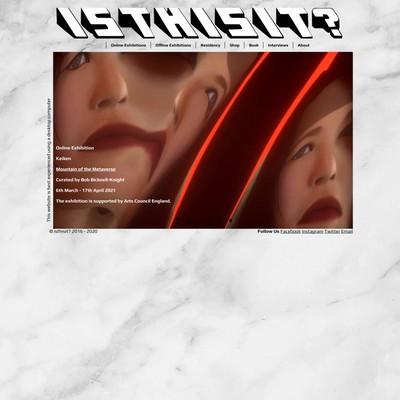 ISTHISIT?
Online Exhibitions
Offline Exhibitions
Residency
Shop
Book
Interviews
About
This website is best experienced using a desktop computer
Online Exhibition
Keiken
Mountain of the Metaverse
Curated by Bob Bicknell-Knight
6th March - 17th April 2021
The exhibition is supported by Arts Council England.
© isthisit? 2016 - 2020
Follow Us Facebook Instagram Twitter Email